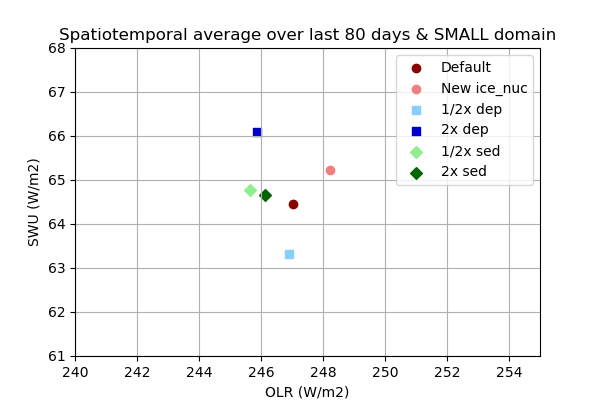 Spatiotemporal average over last 80 days & SMALL domain
68
67
66
65
64
63
62
61
SWU (W/m2)
Default
New ice_nuc
1/2x dep
2x dep
1/2x sed
2x sed
240 242 244 246 248 250 252 254
OLR (W/m2)